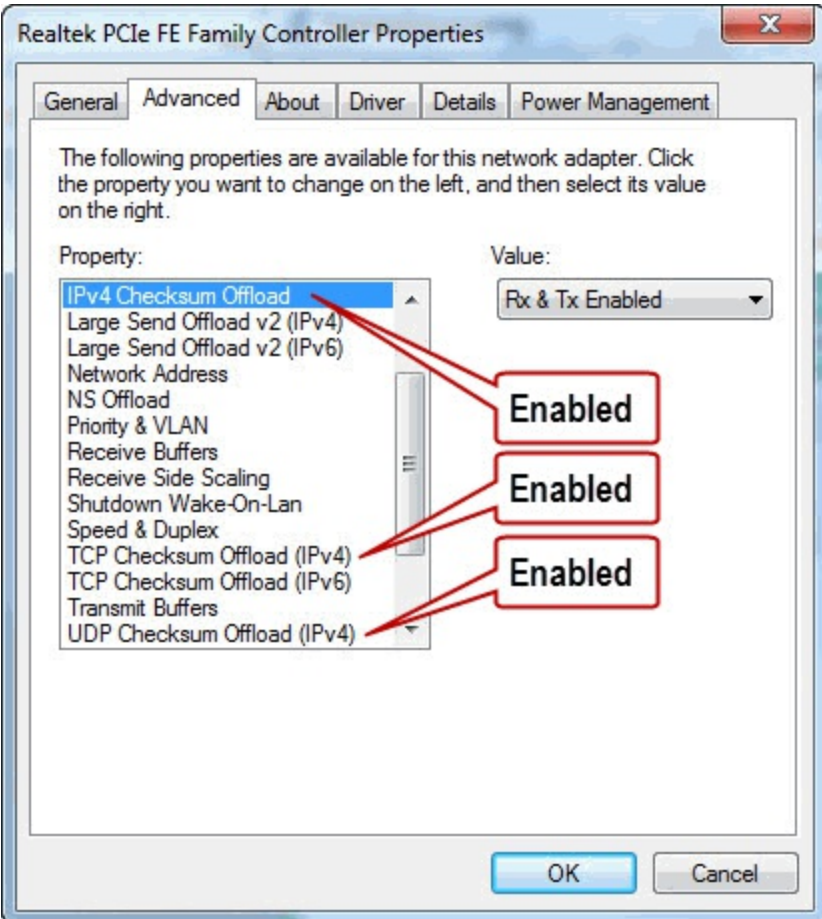 Realtek PCIe FE Family Controller Properties
General Advanced About Driver Details Power Management
The following properties are available for this network adapter. Click
the property you want to change on the left, and then select its value
on the right.
Property:
Value:
IPv4 Checksum Offload
Rx & Tx Enabled
Large Send Offload v2 (IPv4)
Large Send Offload v2 (IPv6)
Network Address
NS Offload
Priority & VLAN
Receive Buffers
Receive Side Scaling
Shutdown Wake-On-Lan
Speed & Duplex
TCP Checksum Offload (IPv4)
TCP Checksum Offload (IPv6)
Transmit Buffers
UDP Checksum Offload (IPv4)
Enabled
Enabled
Enabled
OK
Cancel